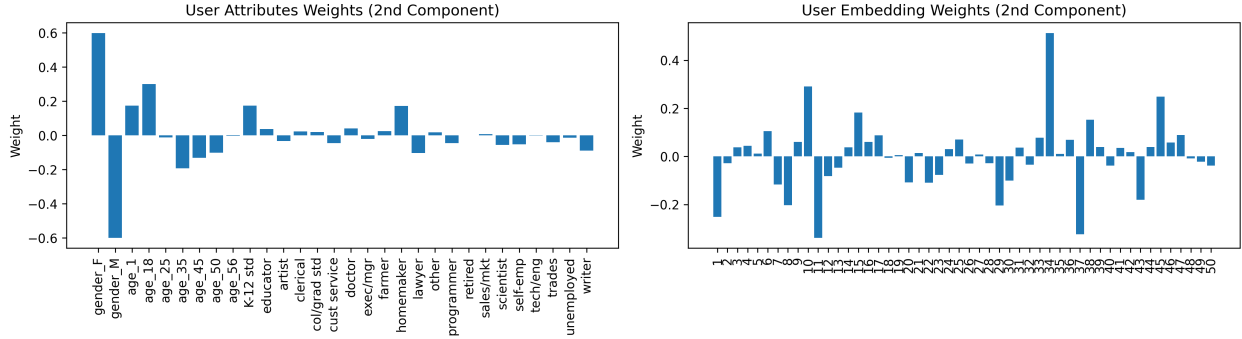 User Attributes Weights (2nd Component)
Weight
0.6
0.4
0.2
0.0
−0.2
−0.4
−0.6
gender_F
gender_M
age_1
age_18
age_25
age_35
age_45
age_50
age_56
K-12 std
educator
artist
clerical
col/grad std
cust service
doctor
exec/mgr
farmer
homemaker
lawyer
other
programmer
retired
sales/mkt
scientist
self-emp
tech/eng
trades
unemployed
writer
User Embedding Weights (2nd Component)
Weight
0.4
0.2
0.0
−0.2
1
2
3
4
5
6
7
8
9
10
11
12
13
14
15
16
17
18
19
20
21
22
23
24
25
26
27
28
29
30
31
32
33
34
35
36
37
38
39
40
41
42
43
44
45
46
47
48
49
50